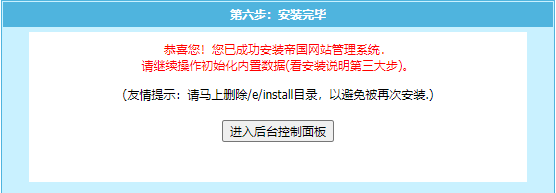 第六步：安装完毕
恭喜您！您已成功安装帝国网站管理系统．
请继续操作初始化内置数据(看安装说明第三大步)。
(友情提示：请马上删除/e/install目录，以避免被再次安装.)
进入后台控制面板